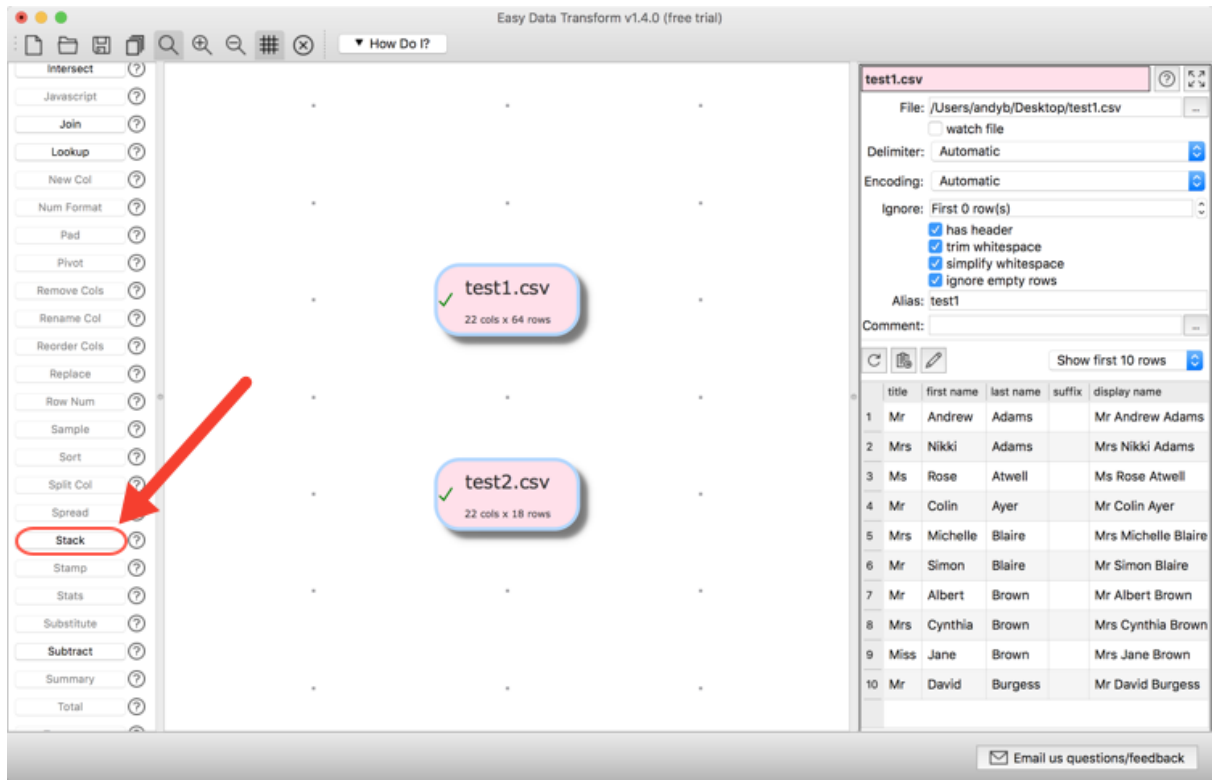 Easy Data Transform v1.4.0 (free trial)
▼ How Do I?
Intersect
Javascript
Join
Lookup
New Col
Num Format
Pad
Pivot
Remove Cols
Rename Col
Reorder Cols
Replace
Row Num
Sample
Sort
Split Col
Spread
Stack
Stamp
Stats
Substitute
Subtract
Summary
Total
test1.csv
22 cols x 64 rows
test2.csv
22 cols x 18 rows
test1.csv
File: /Users/andyb/Desktop/test1.csv ...
watch file
Delimiter: Automatic
Encoding: Automatic
Ignore: First 0 row(s)
has header
trim whitespace
simplify whitespace
ignore empty rows
Alias: test1
Comment: ...
Show first 10 rows
title first name last name suffix display name
1 Mr Andrew Adams Mr Andrew Adams
2 Mrs Nikki Adams Mrs Nikki Adams
3 Ms Rose Atwell Ms Rose Atwell
4 Mr Colin Ayer Mr Colin Ayer
5 Mrs Michelle Blaire Mrs Michelle Blaire
6 Mr Simon Blaire Mr Simon Blaire
7 Mr Albert Brown Mr Albert Brown
8 Mrs Cynthia Brown Mrs Cynthia Brown
9 Miss Jane Brown Mrs Jane Brown
10 Mr David Burgess Mr David Burgess
Email us questions/feedback